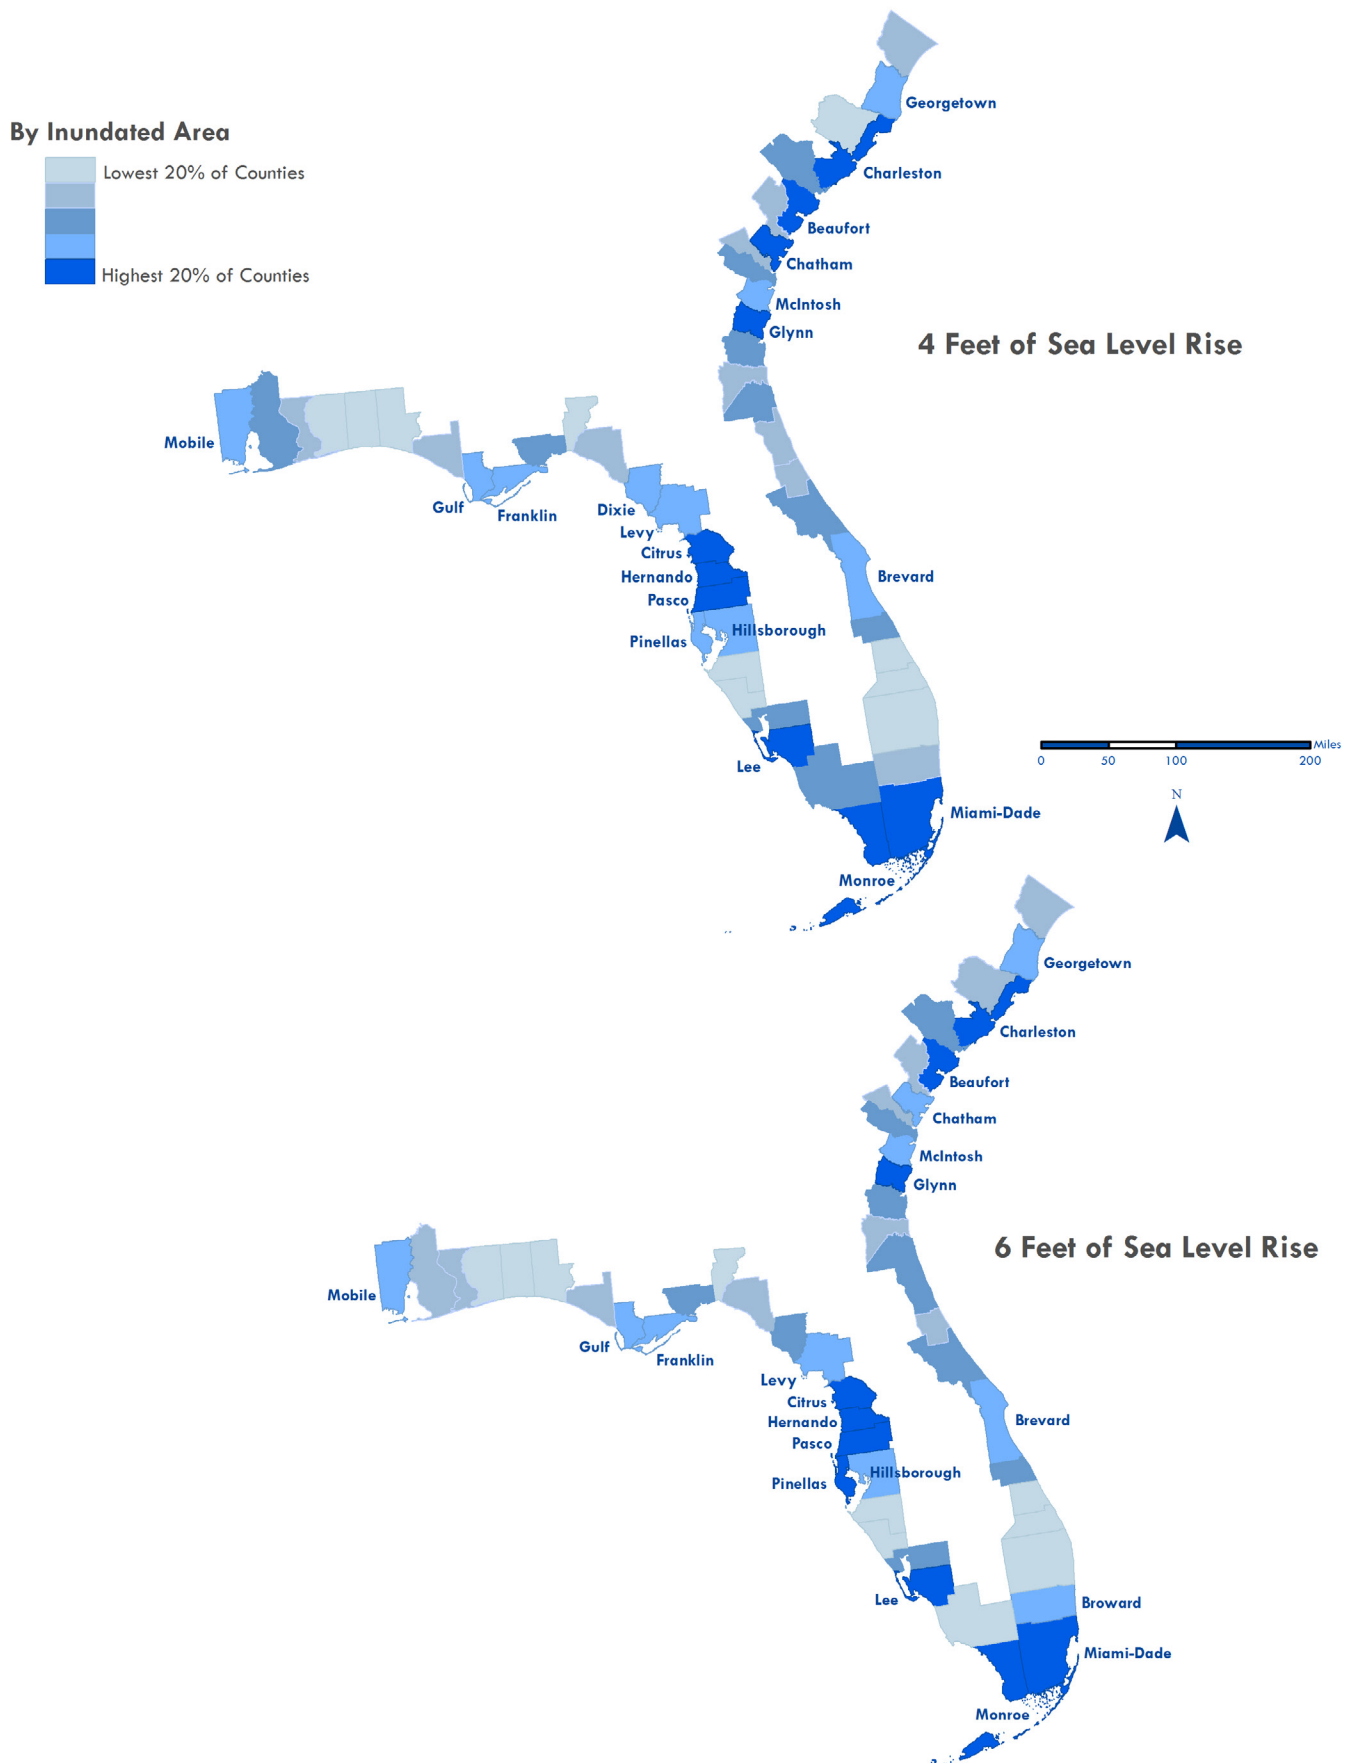 By Inundated Area
Lowest 20% of Counties
Highest 20% of Counties
Georgetown
Charleston
Beaufort
Chatham
McIntosh
Glynn
4 Feet of Sea Level Rise
Mobile
Gulf
Franklin
Dixie
Levy
Citrus
Hernando
Pasco
Pinellas
Hillsborough
Brevard
Lee
Miami-Dade
Monroe
Miles
0 50 100 200
N
Georgetown
Charleston
Beaufort
Chatham
McIntosh
Glynn
6 Feet of Sea Level Rise
Mobile
Gulf
Franklin
Levy
Citrus
Hernando
Pasco
Pinellas
Hillsborough
Brevard
Lee
Broward
Miami-Dade
Monroe